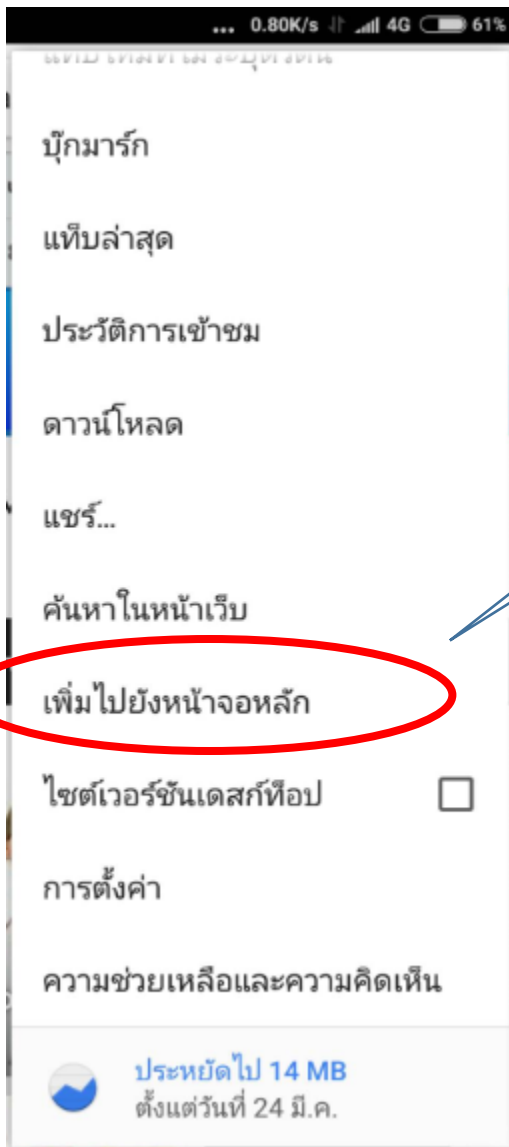 ... 0.80K/s 4G 61%
บุ๊กมาร์ก
แท็บล่าสุด
ประวัติการเข้าชม
ดาวน์โหลด
แชร์...
ค้นหาในหน้าเว็บ
เพิ่มไปยังหน้าจอหลัก
ไซต์เวอร์ชันเดสก์ท็อป
การตั้งค่า
ความช่วยเหลือและความคิดเห็น
ประหยัดไป 14 MB
ตั้งแต่วันที่ 24 มี.ค.